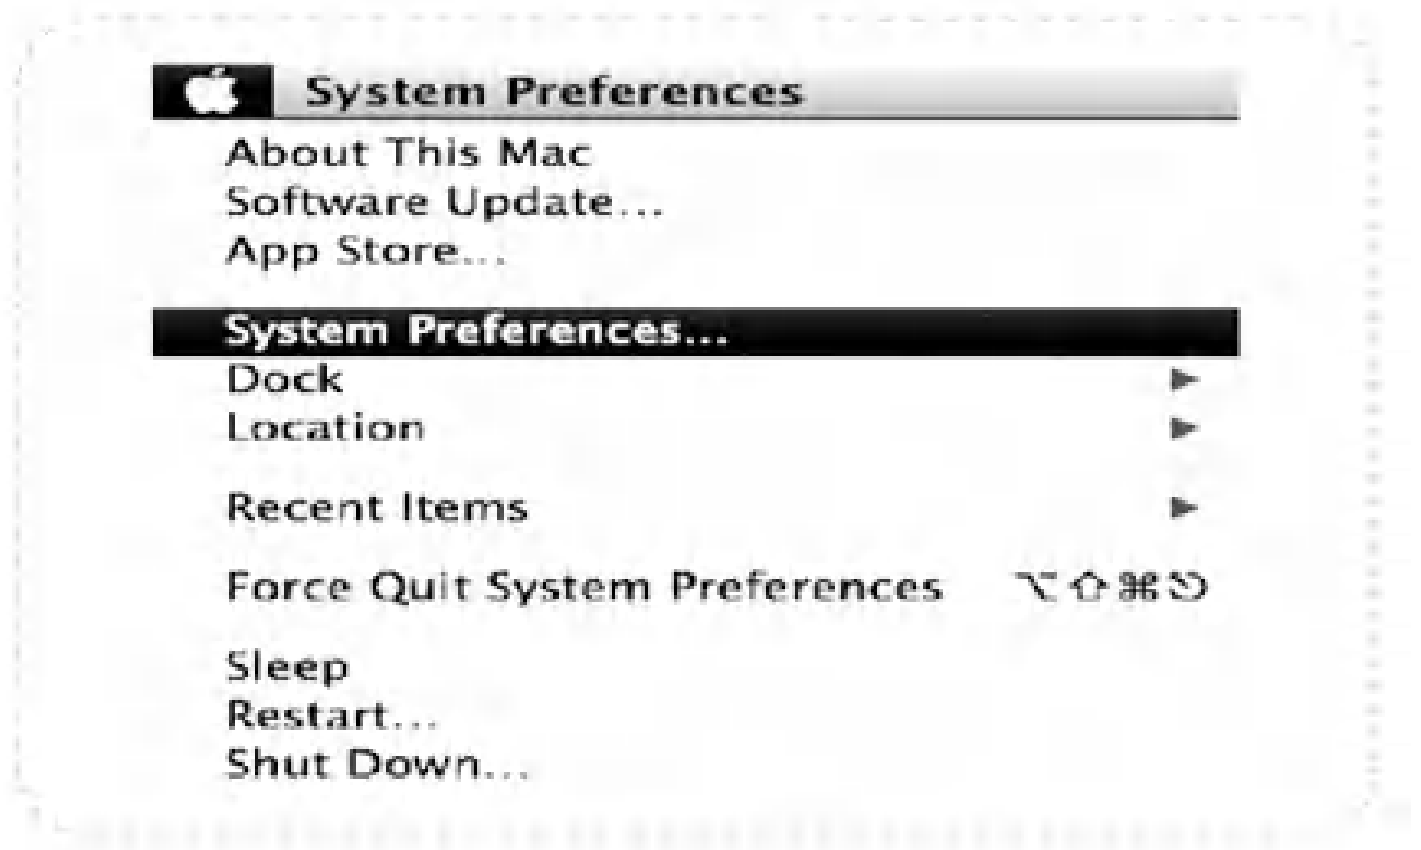 System Preferences
About This Mac
Software Update...
App Store...
System Preferences...
Dock
Location
Recent Items
Force Quit System Preferences ⌥⇧⌘⎋
Sleep
Restart...
Shut Down...